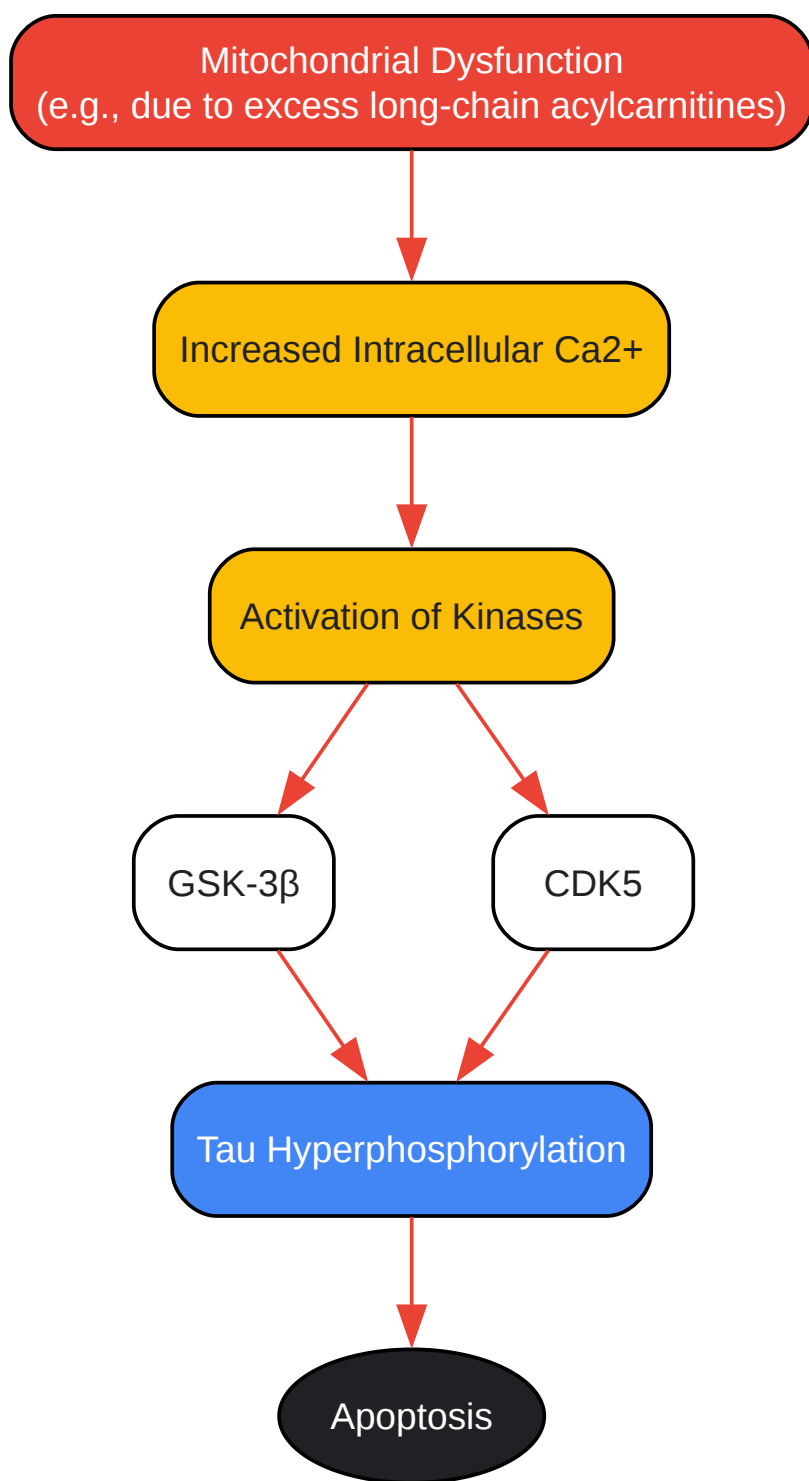 Mitochondrial Dysfunction
(e.g., due to excess long-chain acylcarnitines)
Increased Intracellular Ca2+
Activation of Kinases
GSK-3β
CDK5
Tau Hyperphosphorylation
Apoptosis